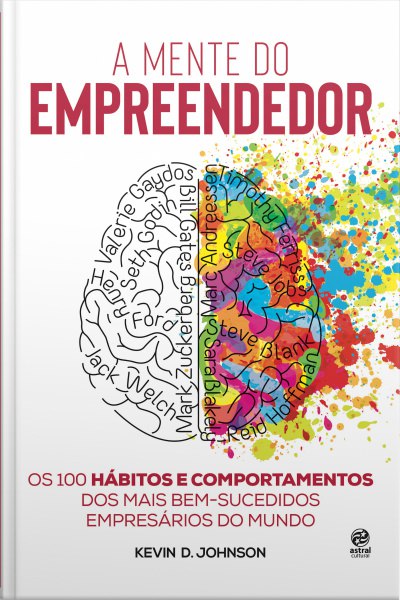 A MENTE DO
EMPREENDEDOR
Valerie Gaydos
Seth Godin
Ford
Jack Welch
Bill Gates
Mark Zuckerberg
Marc Andreessen
Timothy Ferriss
Steve Jobs
Steve Blank
Sara Blakely
Reid Hoffman
OS 100 HÁBITOS E COMPORTAMENTOS
DOS MAIS BEM-SUCEDIDOS
EMPRESÁRIOS DO MUNDO
KEVIN D. JOHNSON
astral
cultural